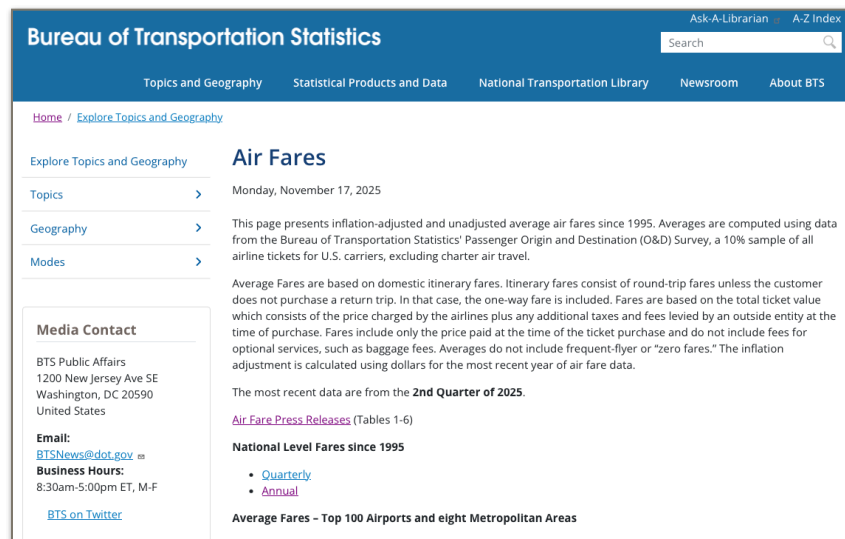 Ask-A-Librarian A-Z Index
Bureau of Transportation Statistics
Search
Topics and Geography Statistical Products and Data National Transportation Library Newsroom About BTS
Home / Explore Topics and Geography
Explore Topics and Geography
Topics
Geography
Modes
Media Contact
BTS Public Affairs
1200 New Jersey Ave SE
Washington, DC 20590
United States
Email:
BTSNews@dot.gov
Business Hours:
8:30am-5:00pm ET, M-F
BTS on Twitter
Air Fares
Monday, November 17, 2025
This page presents inflation-adjusted and unadjusted average air fares since 1995. Averages are computed using data
from the Bureau of Transportation Statistics' Passenger Origin and Destination (O&D) Survey, a 10% sample of all
airline tickets for U.S. carriers, excluding charter air travel.
Average Fares are based on domestic itinerary fares. Itinerary fares consist of round-trip fares unless the customer
does not purchase a return trip. In that case, the one-way fare is included. Fares are based on the total ticket value
which consists of the price charged by the airlines plus any additional taxes and fees levied by an outside entity at the
time of purchase. Fares include only the price paid at the time of the ticket purchase and do not include fees for
optional services, such as baggage fees. Averages do not include frequent-flyer or “zero fares.” The inflation
adjustment is calculated using dollars for the most recent year of air fare data.
The most recent data are from the 2nd Quarter of 2025.
Air Fare Press Releases (Tables 1-6)
National Level Fares since 1995
• Quarterly
• Annual
Average Fares – Top 100 Airports and eight Metropolitan Areas